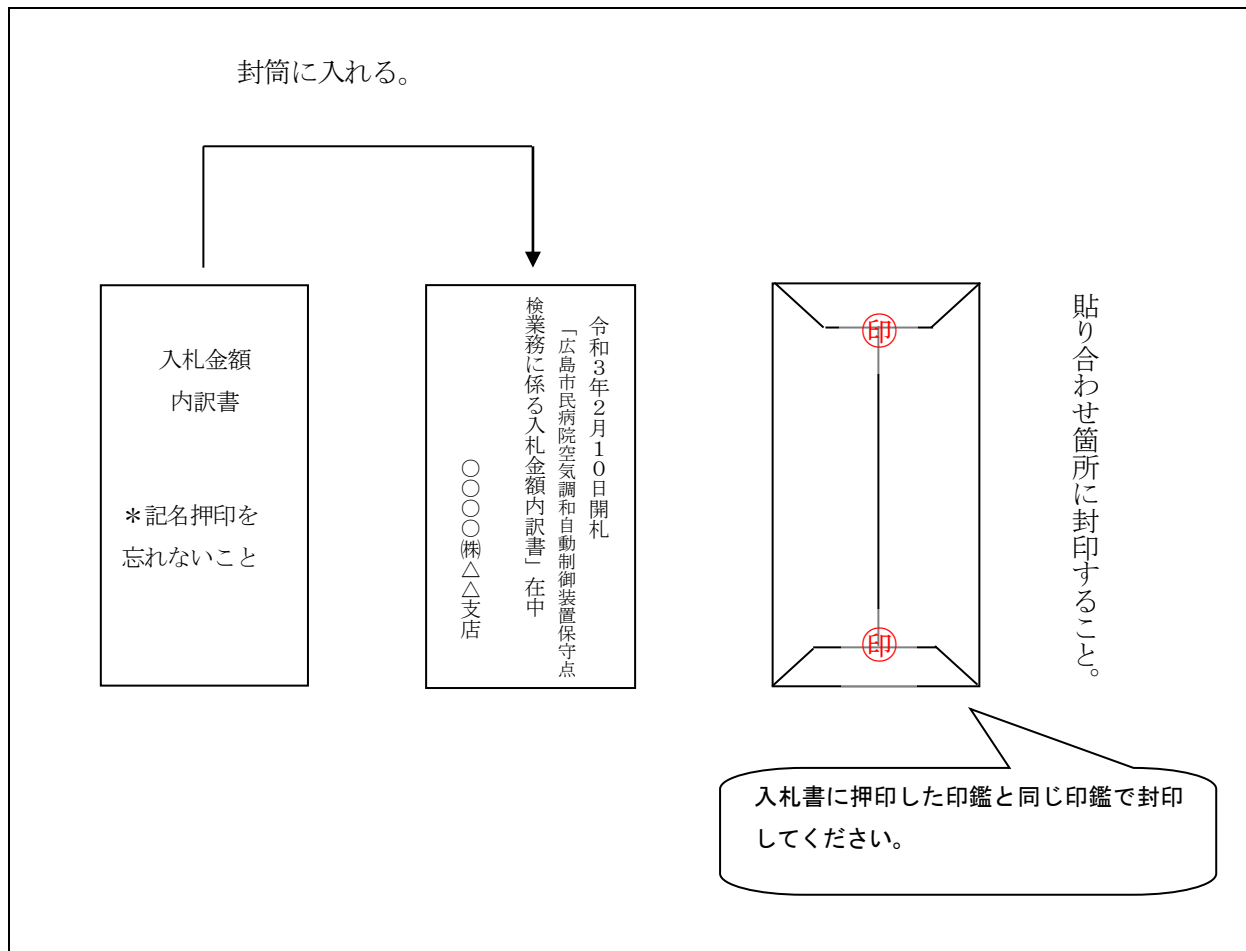 封筒に入れる。
入札金額
内訳書
＊記名押印を
忘れないこと
令和３年２月１０日開札
「広島市民病院空気調和自動制御装置保守点
検業務に係る入札金額内訳書」在中
○○○○㈱△△支店
印
印
貼り合わせ箇所に封印すること。
入札書に押印した印鑑と同じ印鑑で封印
してください。